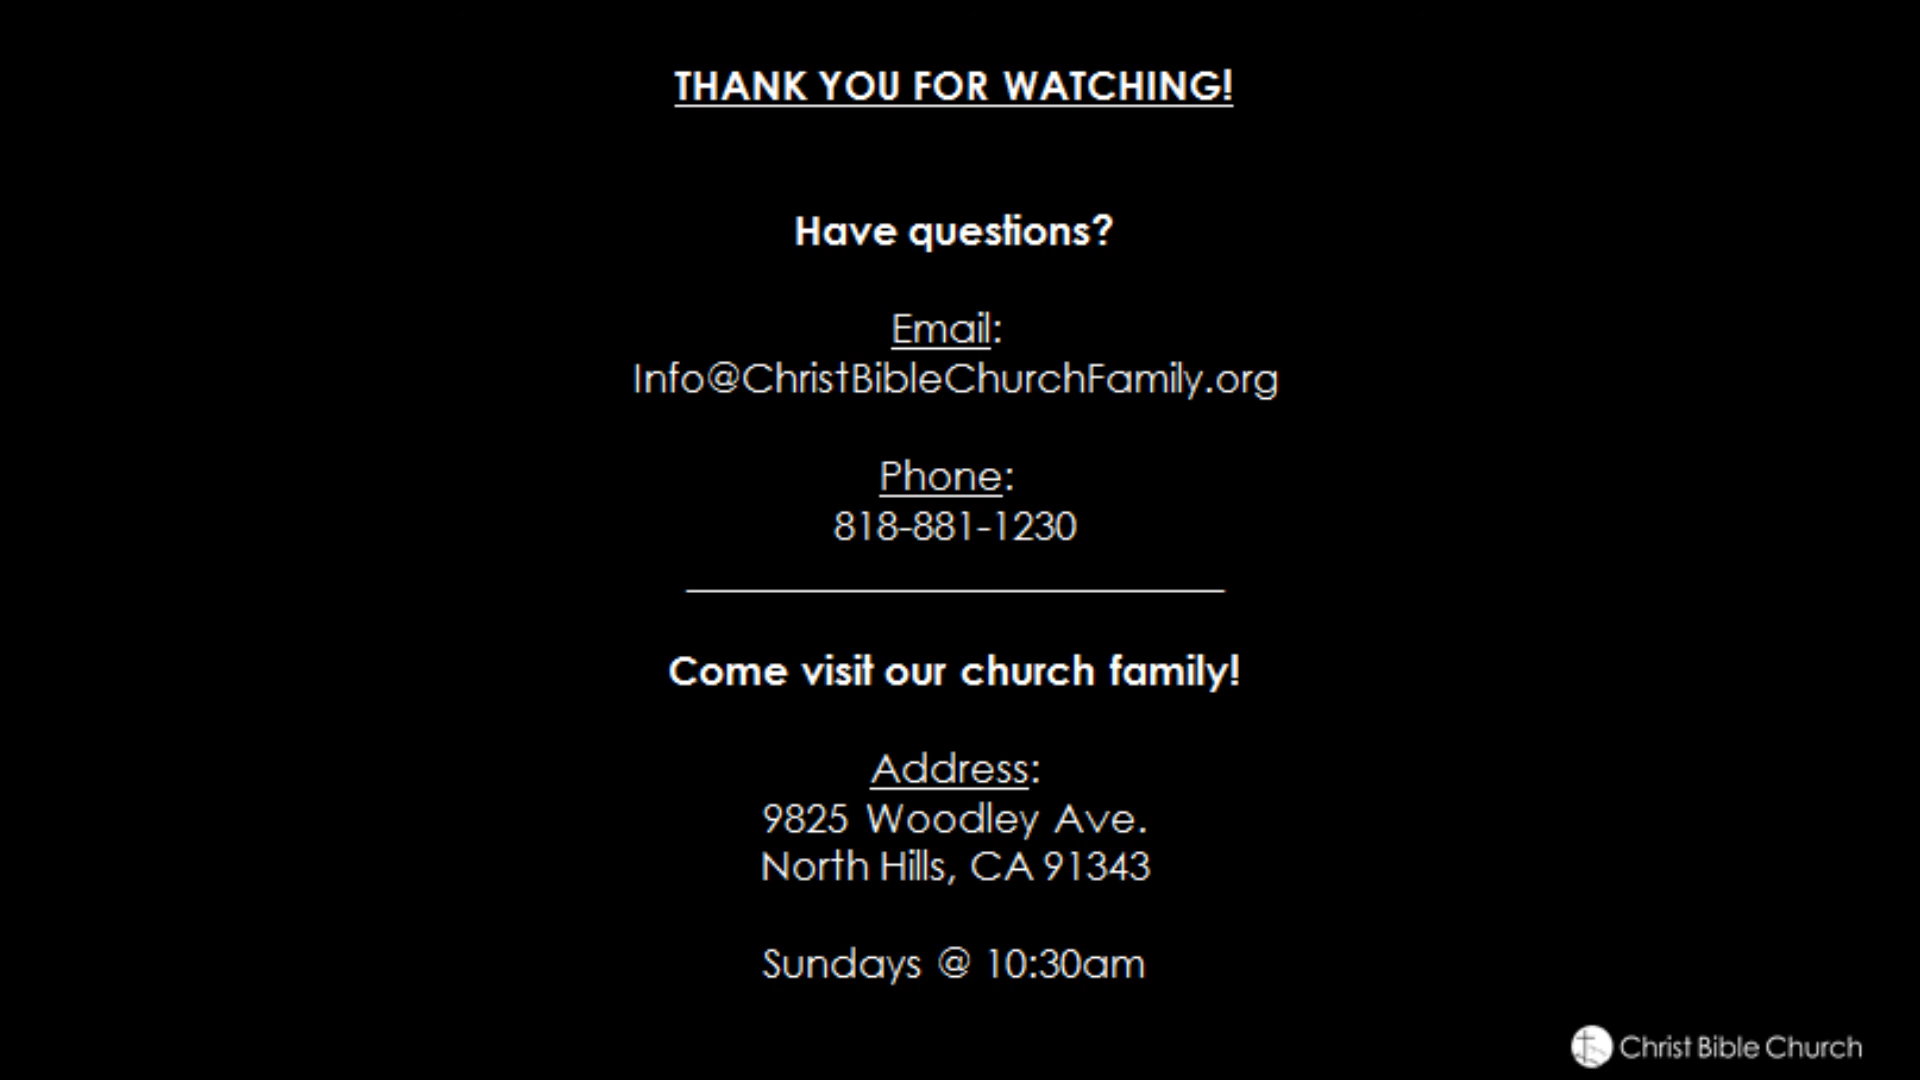 THANK YOU FOR WATCHING!
Have questions?
Email:
Info@ChristBibleChurchFamily.org
Phone:
818-881-1230
Come visit our church family!
Address:
9825 Woodley Ave.
North Hills, CA 91343
Sundays @ 10:30am
Christ Bible Church